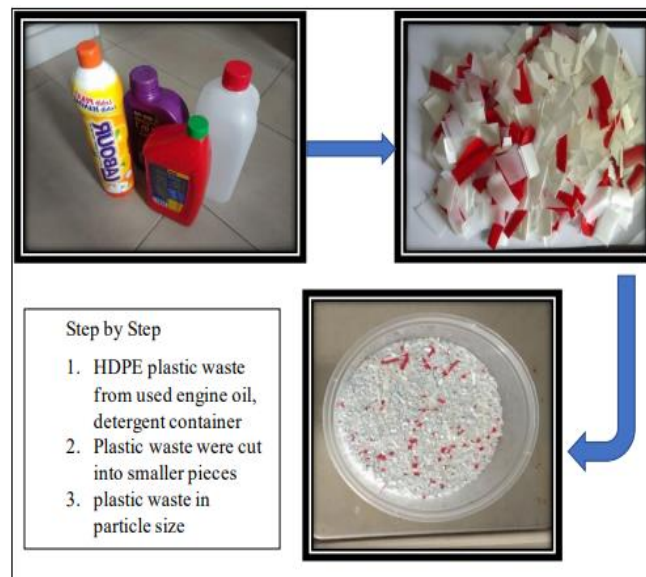 Step by Step
1. HDPE plastic waste
from used engine oil,
detergent container
2. Plastic waste were cut
into smaller pieces
3. plastic waste in
particle size